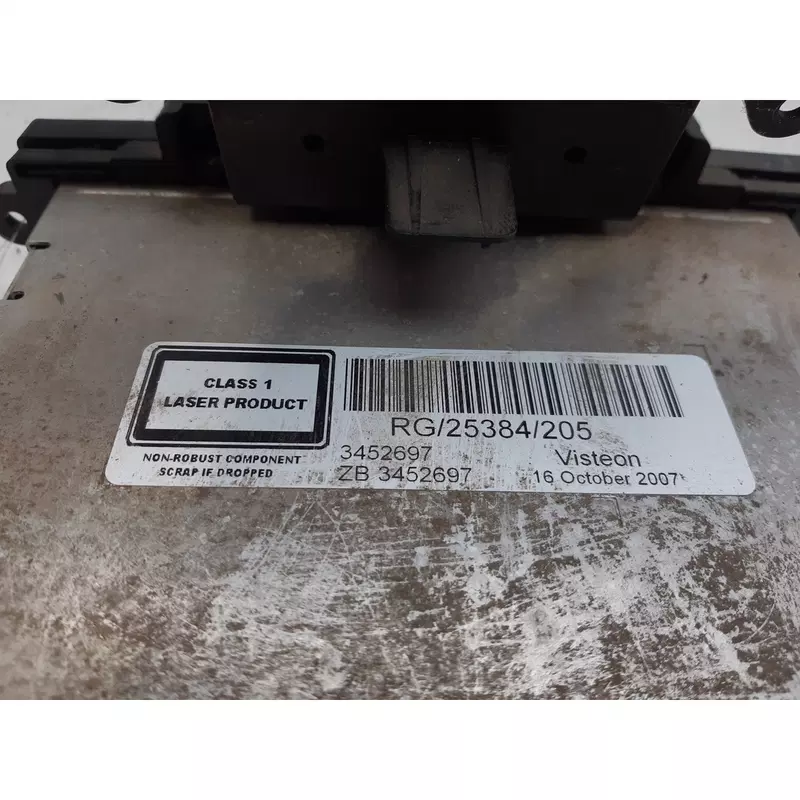 CLASS 1
LASER PRODUCT
NON-ROBUST COMPONENT
SCRAP IF DROPPED
RG/25384/205
3452697
Visteon
ZB 3452697
16 October 2007